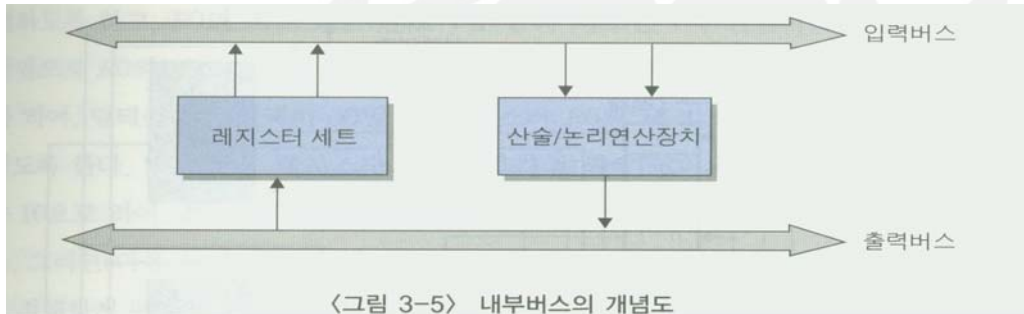 입력버스
레지스터 세트
산술/논리연산장치
출력버스
〈그림 3-5〉 내부버스의 개념도